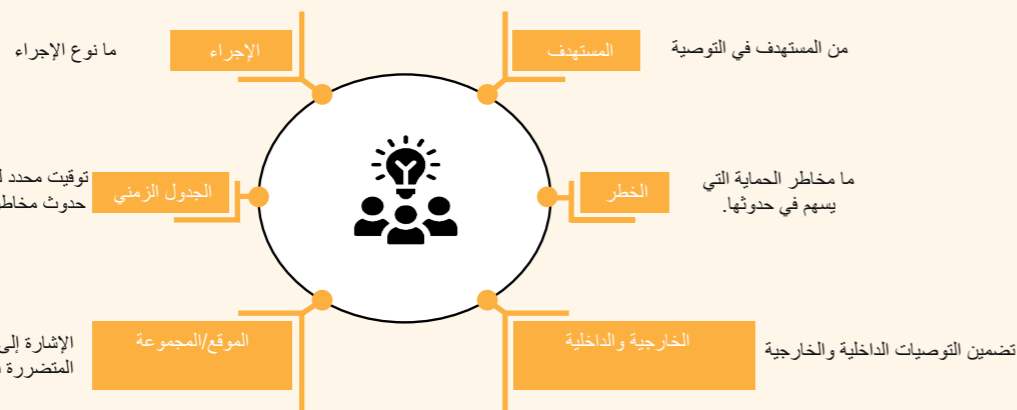 المستهدف
من المستهدف في التوصية
الإجراء
ما نوع الإجراء
الخطر
ما مخاطر الحماية التي
يسهم في حدوثها.
الجدول الزمني
توقيت محدد
حدوث
الخارجية والداخلية
تضمين التوصيات الداخلية والخارجية
الموقع/المجموعة
الإشارة إلى
المتضررة